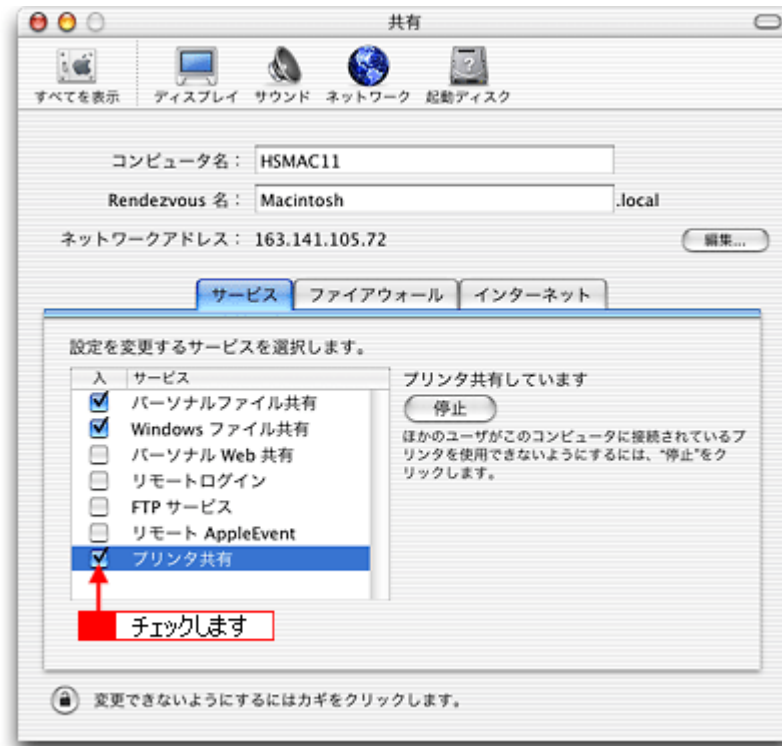 共有
すべてを表示 ディスプレイ サウンド ネットワーク 起動ディスク
コンピュータ名： HSMAC11
Rendezvous 名： Macintosh .local
ネットワークアドレス： 163.141.105.72 編集...
サービス ファイアウォール インターネット
設定を変更するサービスを選択します。
入 サービス
パーソナルファイル共有
Windows ファイル共有
パーソナル Web 共有
リモートログイン
FTP サービス
リモート AppleEvent
プリンタ共有
プリンタ共有しています
停止
ほかのユーザがこのコンピュータに接続されているプ
リンタを使用できないようにするには、“停止”をク
リックします。
チェックします
変更できないようにするにはカギをクリックします。